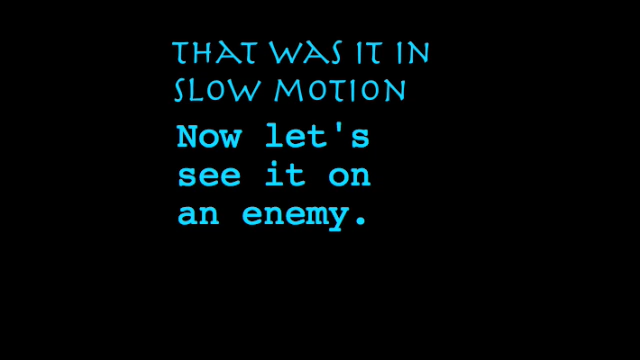 THAT WAS IT IN
SLOW MOTION
Now let's
see it on
an enemy.